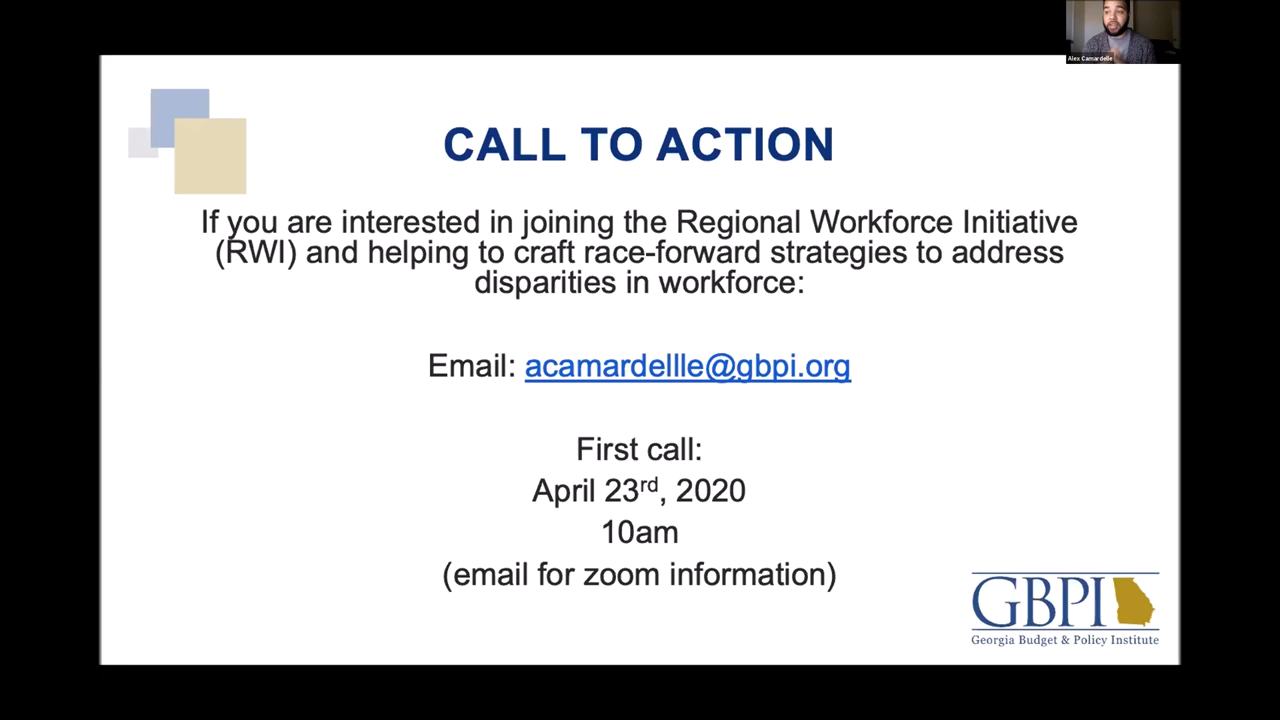 Alex Camardelle
CALL TO ACTION
If you are interested in joining the Regional Workforce Initiative
(RWI) and helping to craft race-forward strategies to address
disparities in workforce:
Email: acamardellle@gbpi.org
First call:
April 23rd, 2020
10am
(email for zoom information)
GBPI
Georgia Budget & Policy Institute